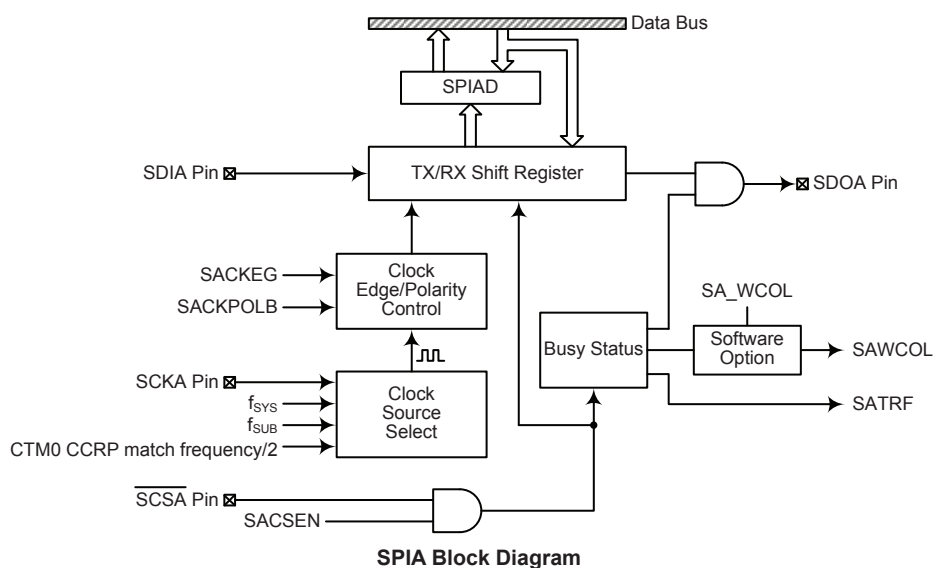 Data Bus
SPIAD
SDIA Pin
TX/RX Shift Register
SDOA Pin
SACKEG
SACKPOLB
Clock
Edge/Polarity
Control
SA_WCOL
Busy Status
Software
Option
SAWCOL
SATRF
SCKA Pin
fSYS
fSUB
CTM0 CCRP match frequency/2
Clock
Source
Select
SCSA Pin
SACSEN
SPIA Block Diagram